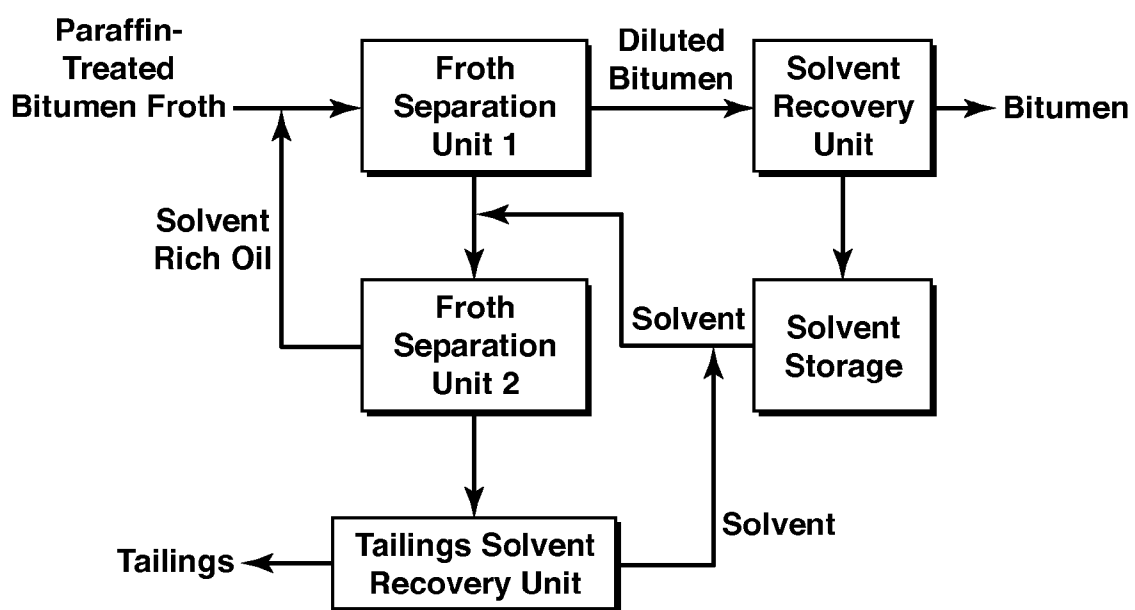 Paraffin-
Treated
Bitumen Froth
Froth
Separation
Unit 1
Diluted
Bitumen
Solvent
Recovery
Unit
Bitumen
Solvent
Rich Oil
Froth
Separation
Unit 2
Solvent
Solvent
Storage
Tailings
Tailings Solvent
Recovery Unit
Solvent